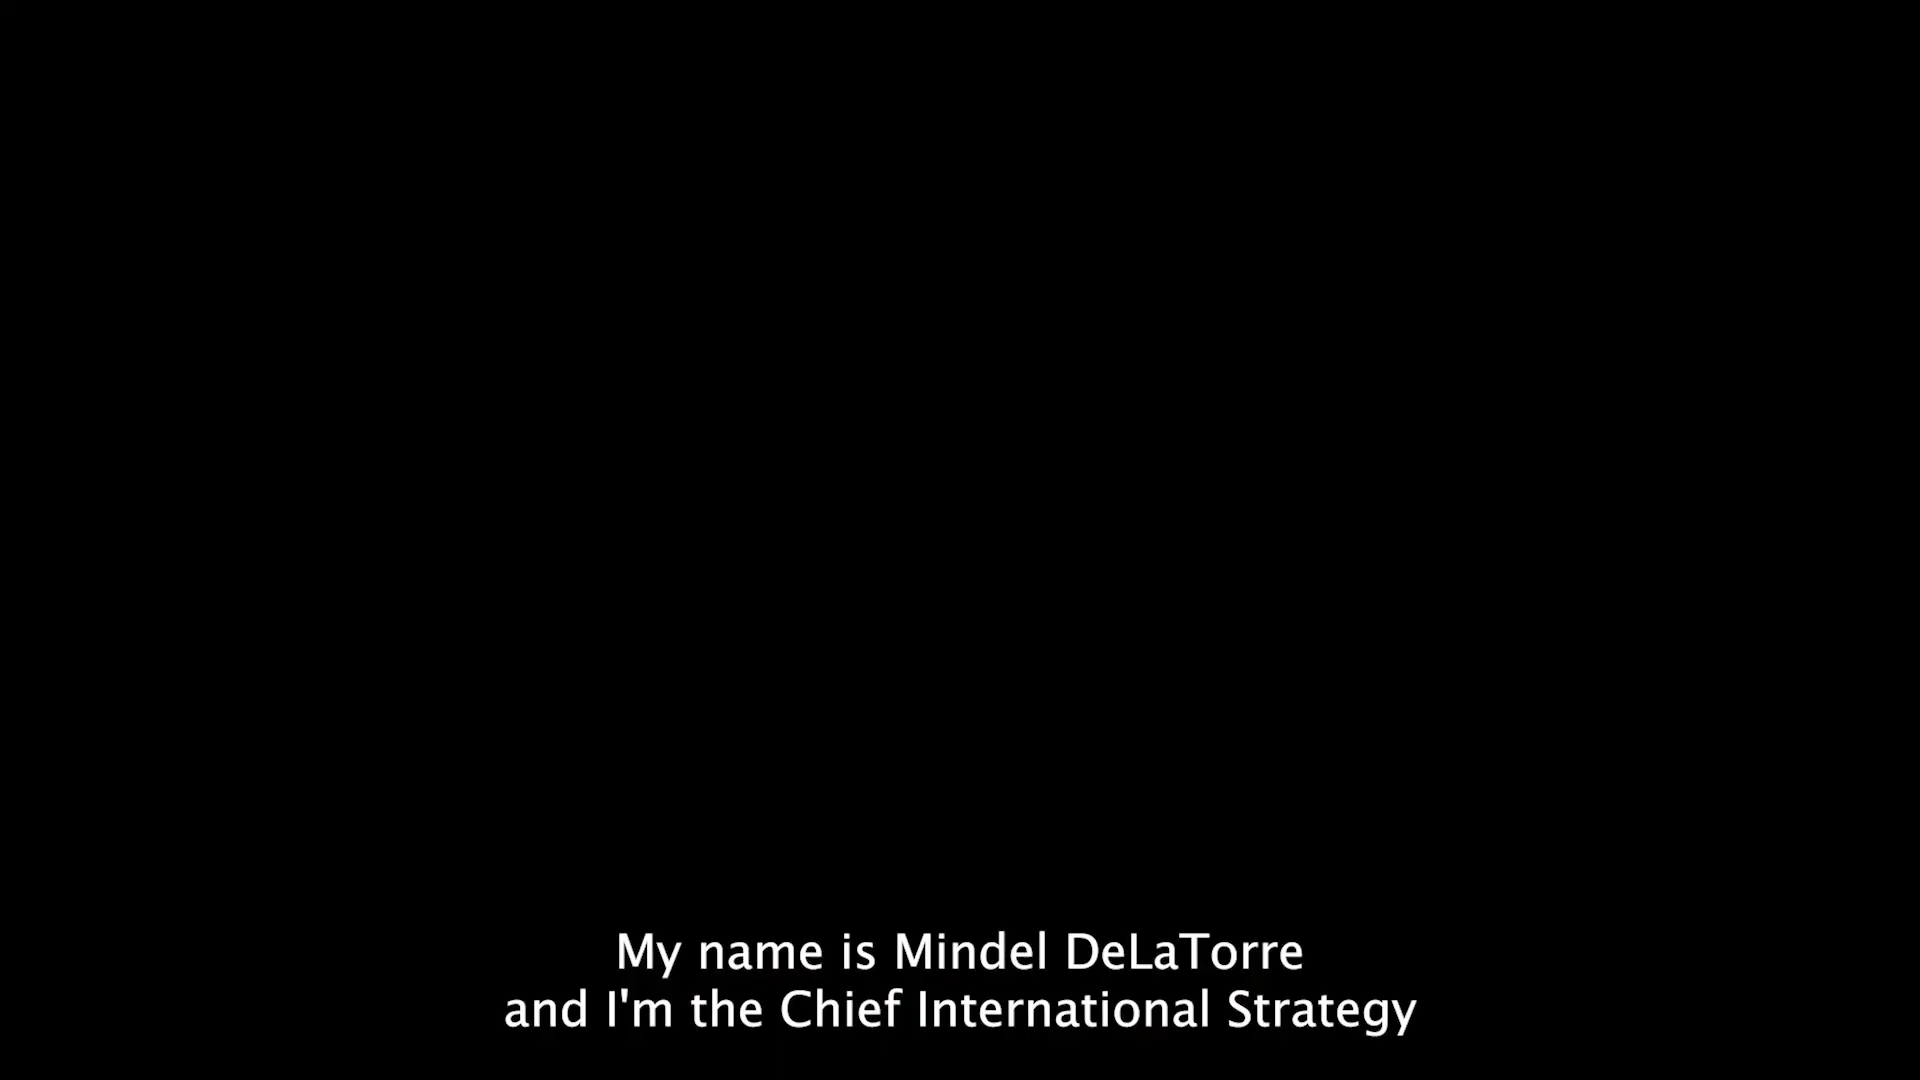 My name is Mindel DeLaTorre
and I'm the Chief International Strategy